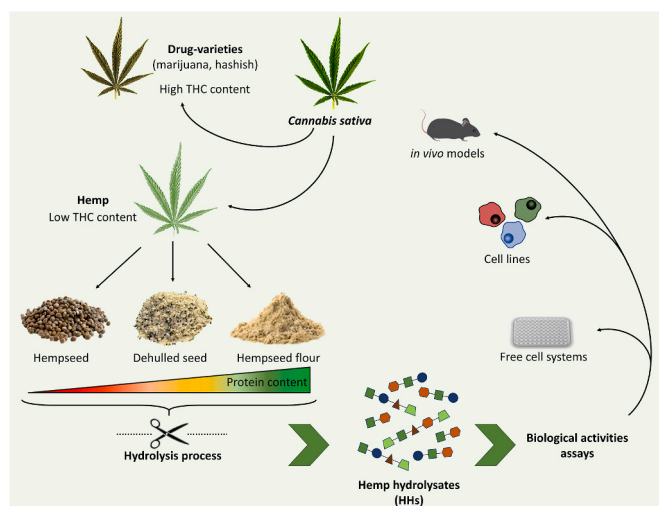 Drug-varieties
(marijuana, hashish)
High THC content
Cannabis sativa
in vivo models
Hemp
Low THC content
Cell lines
Free cell systems
Hempseed
Dehulled seed
Hempseed flour
Protein content
Hydrolysis process
Hemp hydrolysates
(HHs)
Biological activities
assays